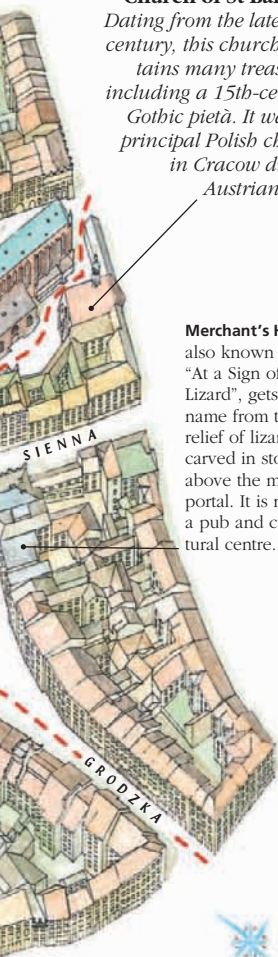 Church of St Ba
Dating from the late
century, this church
tains many treas
including a 15th-ce
Gothic pietà. It wa
principal Polish ch
in Cracow d
Austrian
Merchant's H
also known
"At a Sign of
Lizard", gets
name from t
relief of lizar
carved in sto
above the m
portal. It is n
a pub and c
tural centre.
SIENNA
GRODZKA